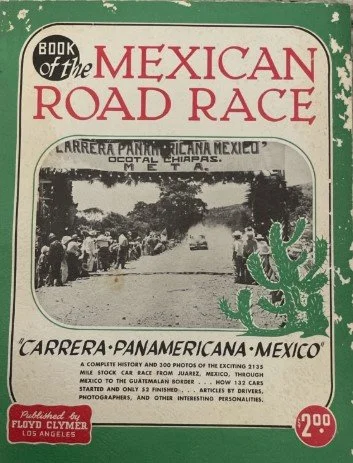 BOOK
of the MEXICAN
ROAD RACE
"CARRERA PANAMERICANA MEXICO"
OCOTAL CHIAPAS.
META.
"CARRERA·PANAMERICANA·MEXICO"
A COMPLETE HISTORY AND 200 PHOTOS OF THE EXCITING 2135
MILE STOCK CAR RACE FROM JUAREZ, MEXICO, THROUGH
MEXICO TO THE GUATEMALAN BORDER . . . HOW 132 CARS
STARTED AND ONLY 52 FINISHED . . . ARTICLES BY DRIVERS,
PHOTOGRAPHERS, AND OTHER INTERESTING PERSONALITIES.
Published by
FLOYD CLYMER
LOS ANGELES
$2.00